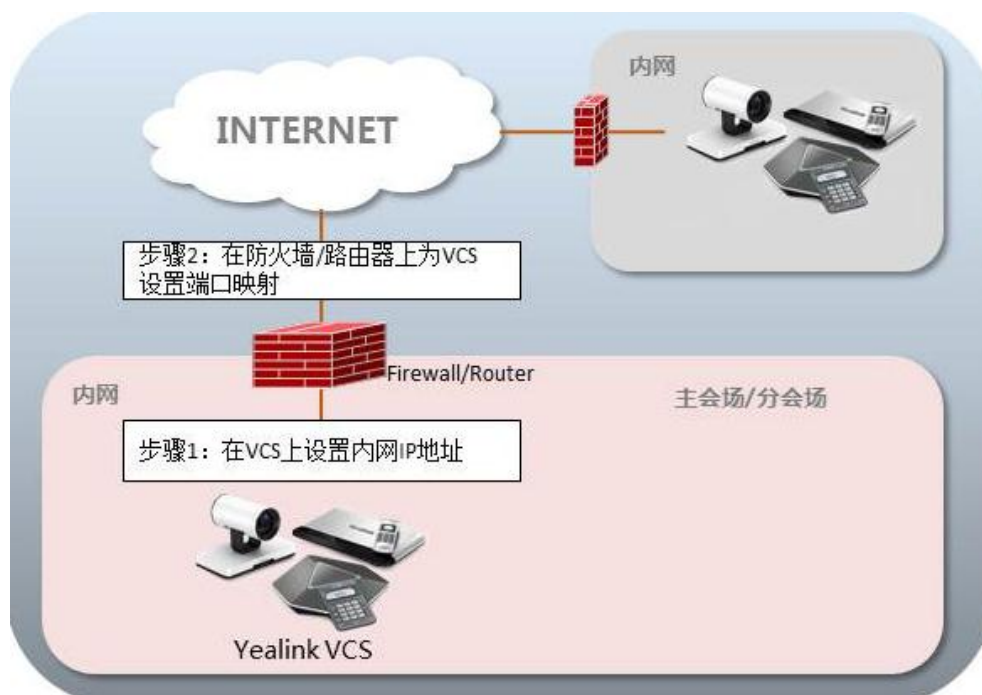 内网
INTERNET
步骤2：在防火墙/路由器上为VCS
设置端口映射
Firewall/Router
内网
主会场/分会场
步骤1：在VCS上设置内网IP地址
Yealink VCS